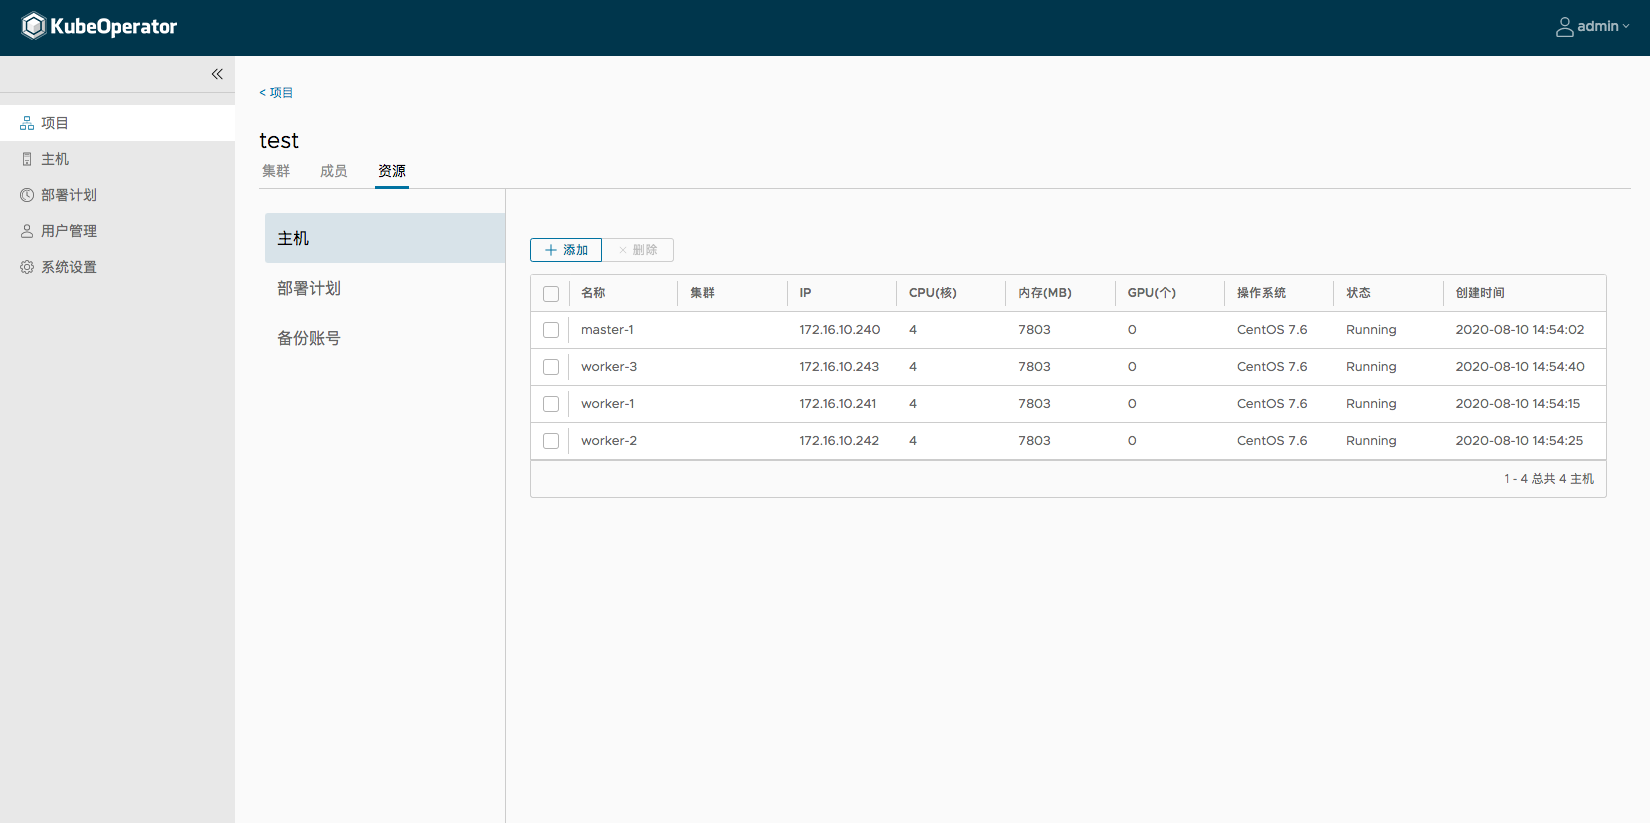 KubeOperator
admin
项目
主机
部署计划
用户管理
系统设置
< 项目
test
集群 成员 资源
主机
部署计划
备份账号
+ 添加 × 删除
名称 集群 IP CPU(核) 内存(MB) GPU(个) 操作系统 状态 创建时间
master-1 172.16.10.240 4 7803 0 CentOS 7.6 Running 2020-08-10 14:54:02
worker-3 172.16.10.243 4 7803 0 CentOS 7.6 Running 2020-08-10 14:54:40
worker-1 172.16.10.241 4 7803 0 CentOS 7.6 Running 2020-08-10 14:54:15
worker-2 172.16.10.242 4 7803 0 CentOS 7.6 Running 2020-08-10 14:54:25
1 - 4 总共 4 主机